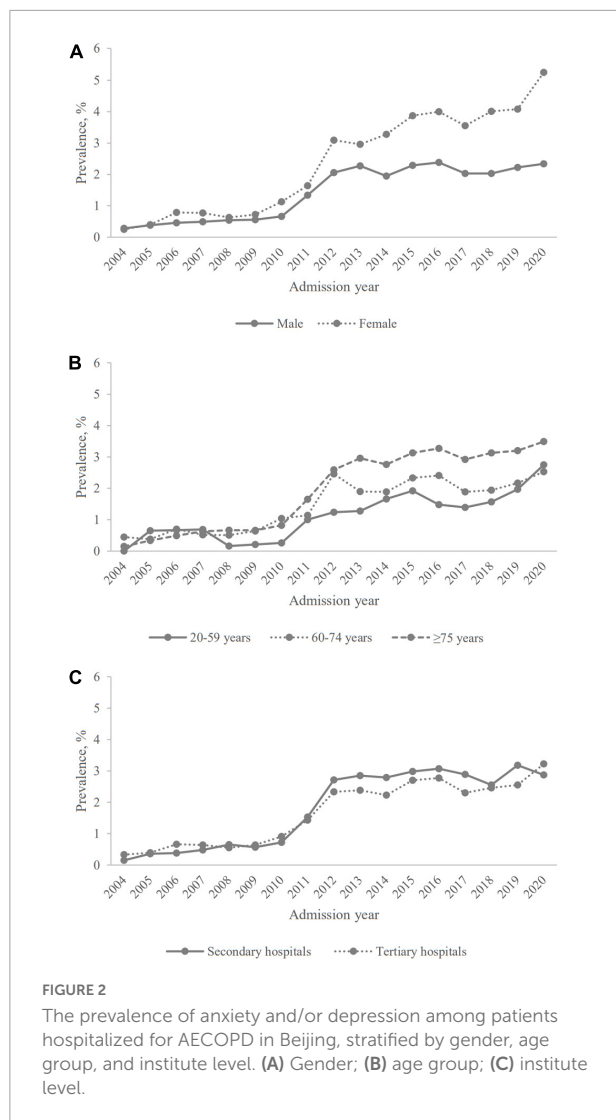 A
Prevalence, %
6
5
4
3
2
1
0
2004 2005 2006 2007 2008 2009 2010 2011 2012 2013 2014 2015 2016 2017 2018 2019 2020
Admission year
Male Female
B
Prevalence, %
6
5
4
3
2
1
0
2004 2005 2006 2007 2008 2009 2010 2011 2012 2013 2014 2015 2016 2017 2018 2019 2020
Admission year
20-59 years 60-74 years ≥75 years
C
Prevalence, %
6
5
4
3
2
1
0
2004 2005 2006 2007 2008 2009 2010 2011 2012 2013 2014 2015 2016 2017 2018 2019 2020
Admission year
Secondary hospitals Tertiary hospitals
FIGURE 2
The prevalence of anxiety and/or depression among patients
hospitalized for AECOPD in Beijing, stratified by gender, age
group, and institute level. (A) Gender; (B) age group; (C) institute
level.